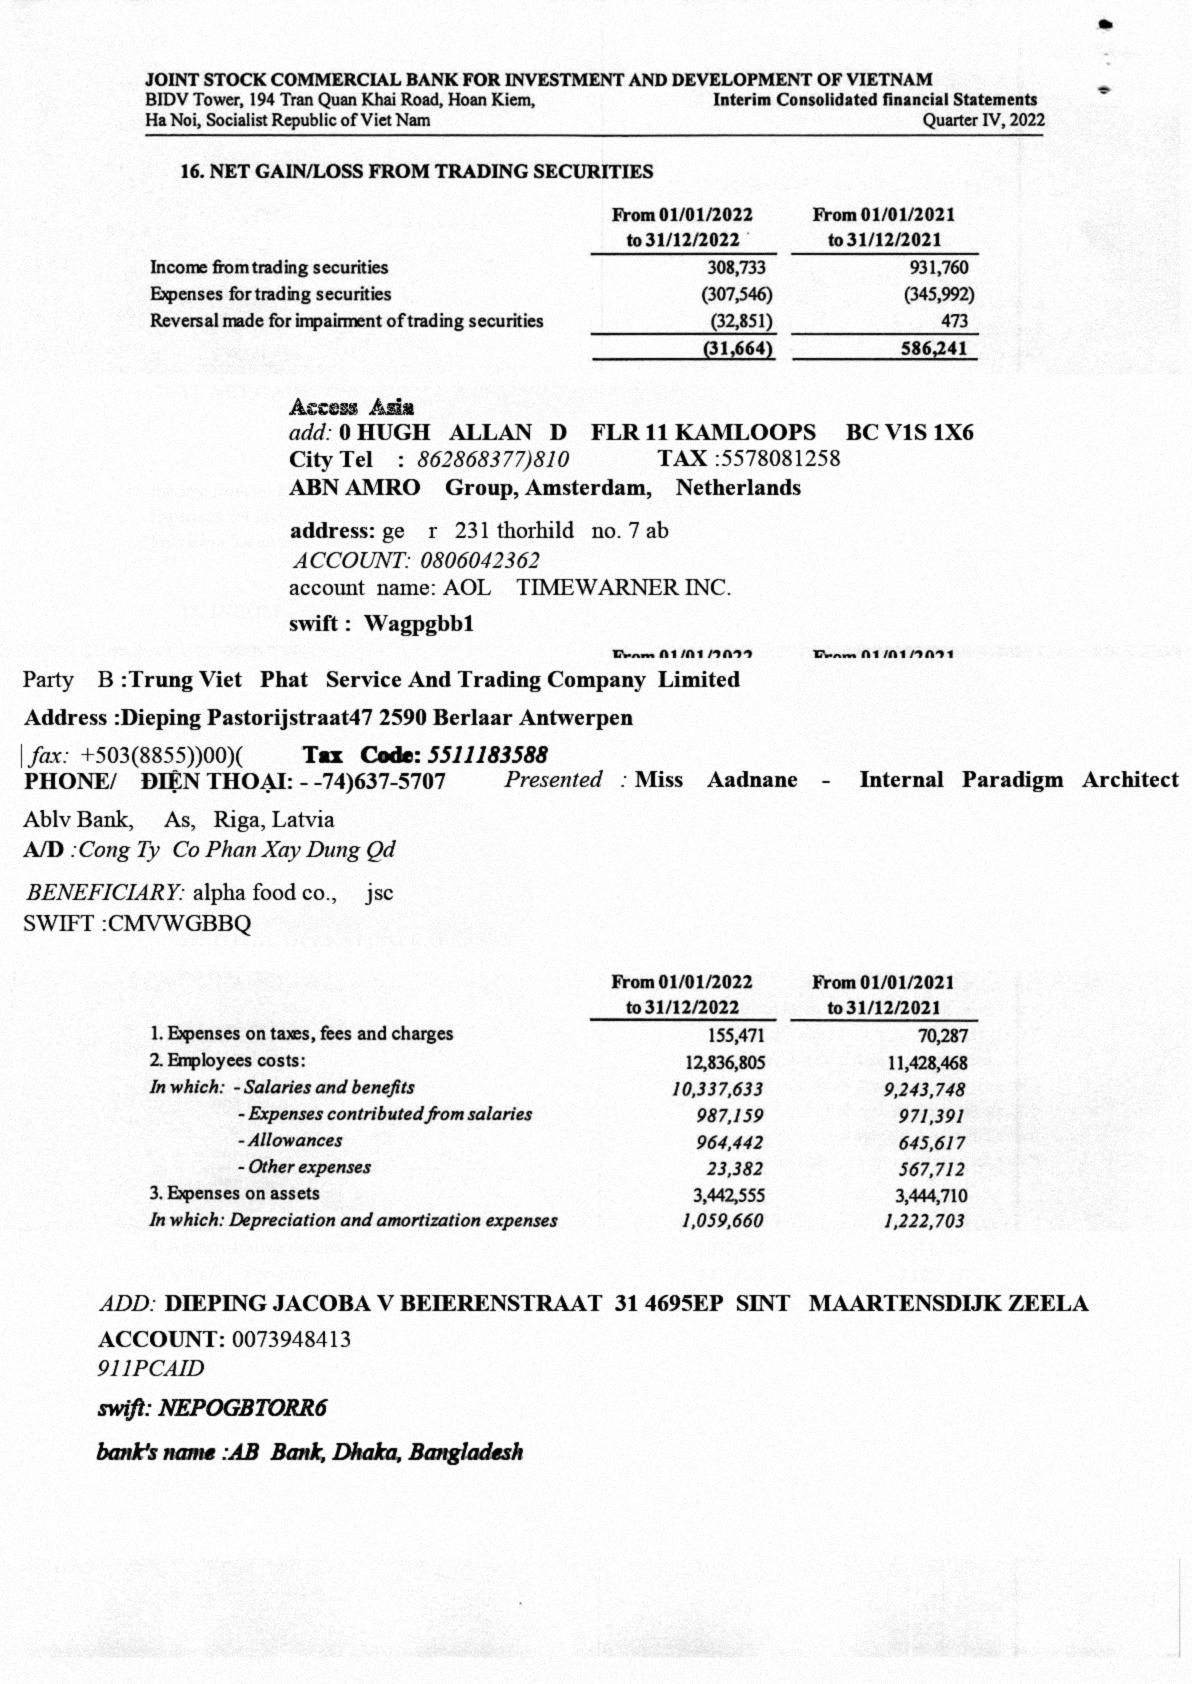 JOINT STOCK COMMERCIAL BANK FOR INVESTMENT AND DEVELOPMENT OF VIETNAM
BIDV Tower, 194 Tran Quan Khai Road, Hoan Kiem, Interim Consolidated financial Statements
Ha Noi, Socialist Republic of Viet Nam Quarter IV, 2022
16. NET GAIN/LOSS FROM TRADING SECURITIES
From 01/01/2022 From 01/01/2021
to 31/12/2022 to 31/12/2021
Income from trading securities 308,733 931,760
Expenses for trading securities (307,546) (345,992)
Reversal made for impairment of trading securities (32,851) 473
(31,664) 586,241
Access Asia
add: 0 HUGH ALLAN D FLR 11 KAMLOOPS BC V1S 1X6
City Tel : 862868377)810 TAX :5578081258
ABN AMRO Group, Amsterdam, Netherlands
address: ge r 231 thorhild no. 7 ab
ACCOUNT: 0806042362
account name: AOL TIMEWARNER INC.
swift : Wagpgbb1
From 01/01/2022 From 01/01/2021
Party B :Trung Viet Phat Service And Trading Company Limited
Address :Dieping Pastorijstraat47 2590 Berlaar Antwerpen
fax: +503(8855))00)( Tax Code: 5511183588
PHONE/ ĐIỆN THOẠI: - -74)637-5707 Presented : Miss Aadnane - Internal Paradigm Architect
Ablv Bank, As, Riga, Latvia
A/D :Cong Ty Co Phan Xay Dung Qd
BENEFICIARY: alpha food co., jsc
SWIFT :CMVWGBBQ
From 01/01/2022 From 01/01/2021
to 31/12/2022 to 31/12/2021
1. Expenses on taxes, fees and charges 155,471 70,287
2. Employees costs: 12,836,805 11,428,468
In which: - Salaries and benefits 10,337,633 9,243,748
- Expenses contributed from salaries 987,159 971,391
- Allowances 964,442 645,617
- Other expenses 23,382 567,712
3. Expenses on assets 3,442,555 3,444,710
In which: Depreciation and amortization expenses 1,059,660 1,222,703
ADD: DIEPING JACOBA V BEIERENSTRAAT 31 4695EP SINT MAARTENSDIJK ZEELA
ACCOUNT: 0073948413
911PCAID
swift: NEPOGBTORR6
bank's name :AB Bank, Dhaka, Bangladesh